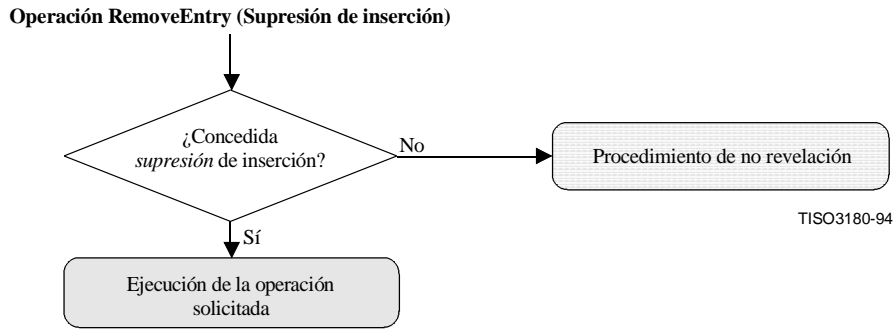 Operación RemoveEntry (Supresión de inserción)
¿Concedida
supresión de inserción?
No
Procedimiento de no revelación
TISO3180-94
Sí
Ejecución de la operación
solicitada